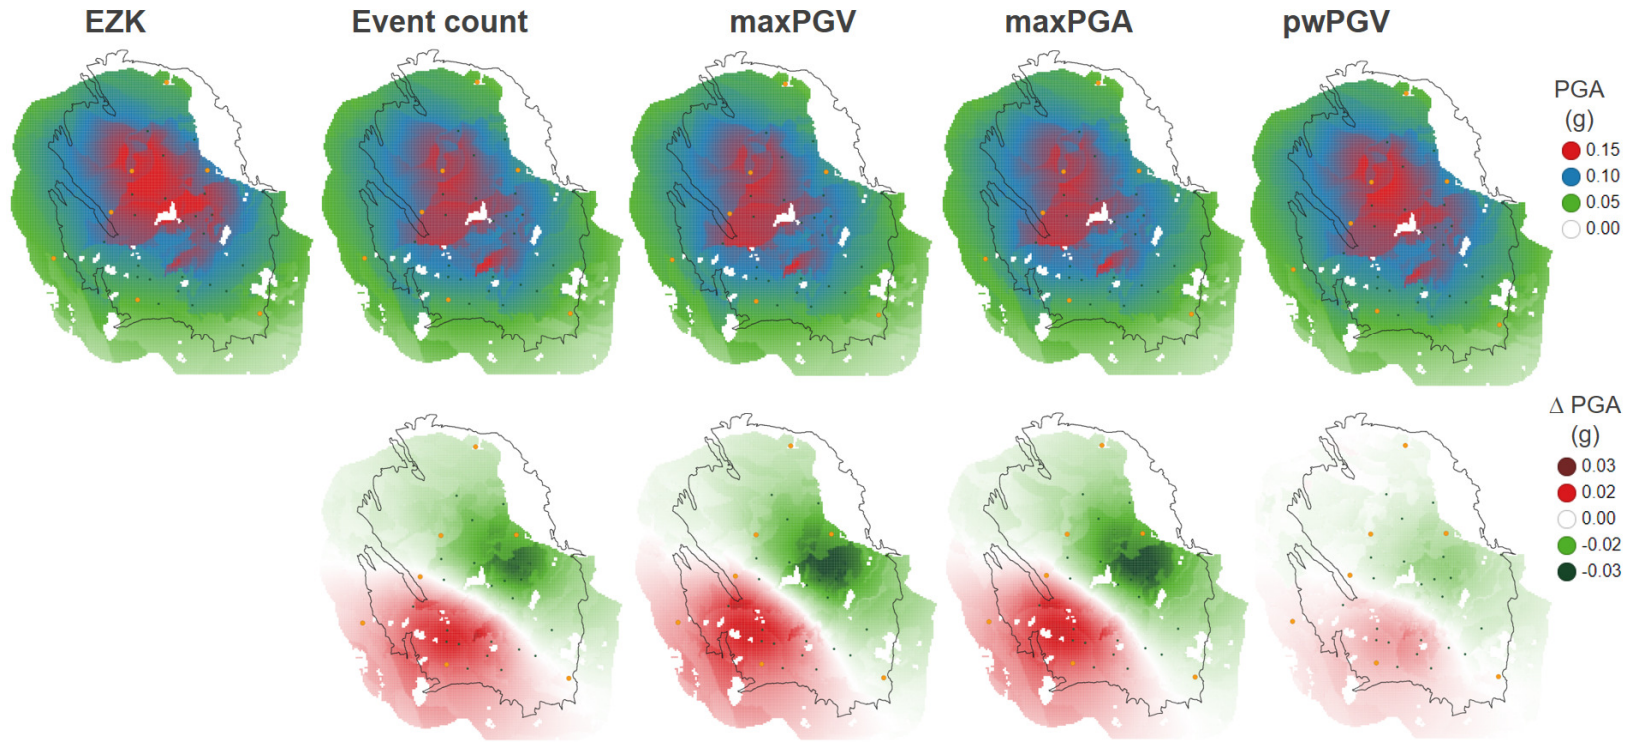 EZK
Event count
maxPGV
maxPGA
pwPGV
PGA
(g)
0.15
0.10
0.05
0.00
Δ PGA
(g)
0.03
0.02
0.00
-0.02
-0.03